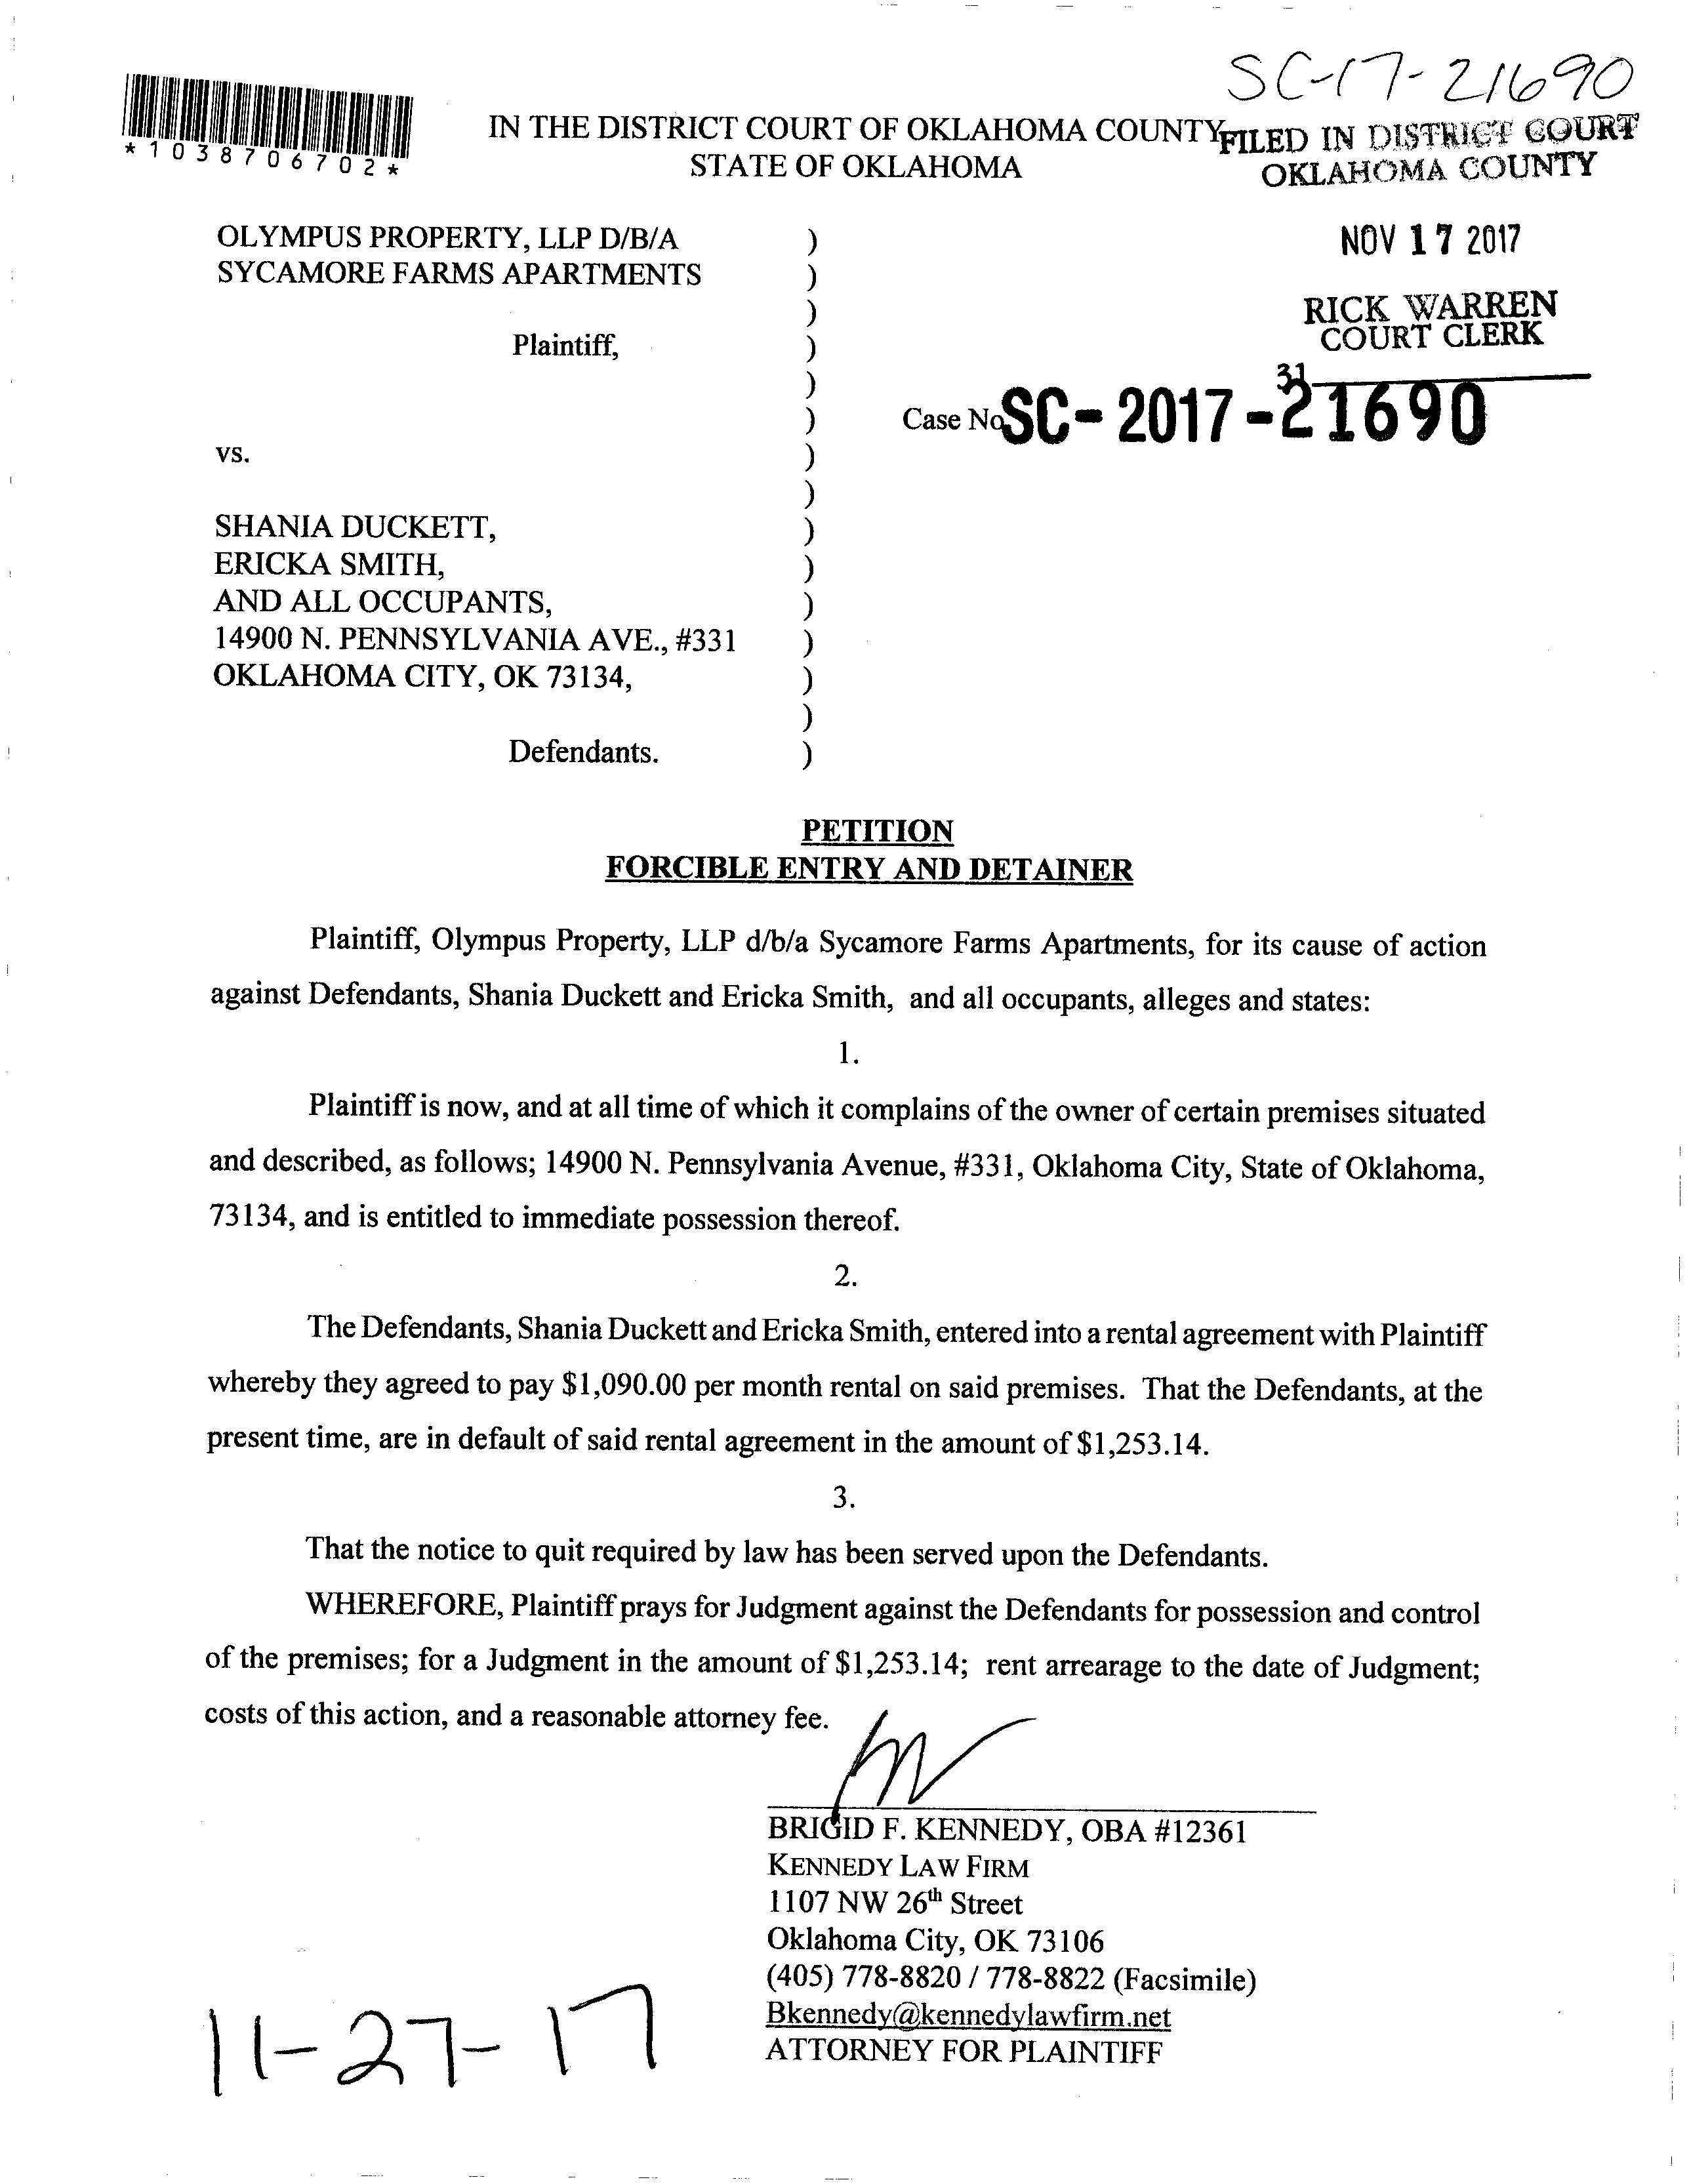 SC-17-21690
*1038706702*
IN THE DISTRICT COURT OF OKLAHOMA COUNTY
STATE OF OKLAHOMA
FILED IN DISTRICT COURT
OKLAHOMA COUNTY
NOV 17 2017
RICK WARREN
COURT CLERK
31
OLYMPUS PROPERTY, LLP D/B/A )
SYCAMORE FARMS APARTMENTS )
)
Plaintiff, )
)
) Case No SC-2017-21690
vs. )
)
SHANIA DUCKETT, )
ERICKA SMITH, )
AND ALL OCCUPANTS, )
14900 N. PENNSYLVANIA AVE., #331 )
OKLAHOMA CITY, OK 73134, )
)
Defendants. )
PETITION
FORCIBLE ENTRY AND DETAINER
Plaintiff, Olympus Property, LLP d/b/a Sycamore Farms Apartments, for its cause of action
against Defendants, Shania Duckett and Ericka Smith, and all occupants, alleges and states:
1.
Plaintiff is now, and at all time of which it complains of the owner of certain premises situated
and described, as follows; 14900 N. Pennsylvania Avenue, #331, Oklahoma City, State of Oklahoma,
73134, and is entitled to immediate possession thereof.
2.
The Defendants, Shania Duckett and Ericka Smith, entered into a rental agreement with Plaintiff
whereby they agreed to pay $1,090.00 per month rental on said premises. That the Defendants, at the
present time, are in default of said rental agreement in the amount of $1,253.14.
3.
That the notice to quit required by law has been served upon the Defendants.
WHEREFORE, Plaintiff prays for Judgment against the Defendants for possession and control
of the premises; for a Judgment in the amount of $1,253.14; rent arrearage to the date of Judgment;
costs of this action, and a reasonable attorney fee.
BRIGID F. KENNEDY, OBA #12361
KENNEDY LAW FIRM
1107 NW 26th Street
Oklahoma City, OK 73106
(405) 778-8820 / 778-8822 (Facsimile)
Bkennedy@kennedylawfirm.net
ATTORNEY FOR PLAINTIFF
11-27-17